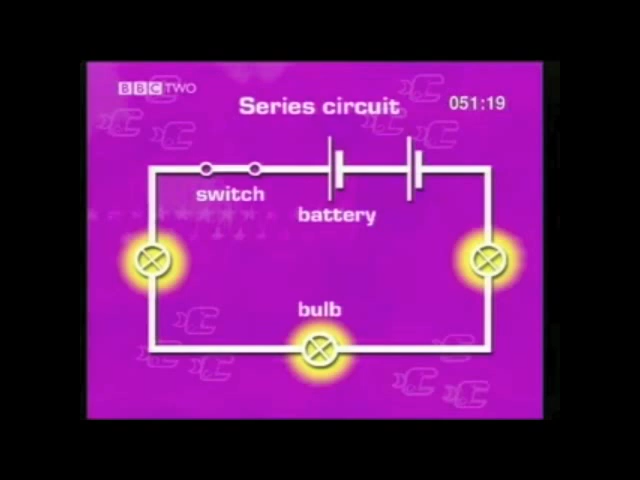 BBC TWO
Series circuit
051:19
switch
battery
bulb